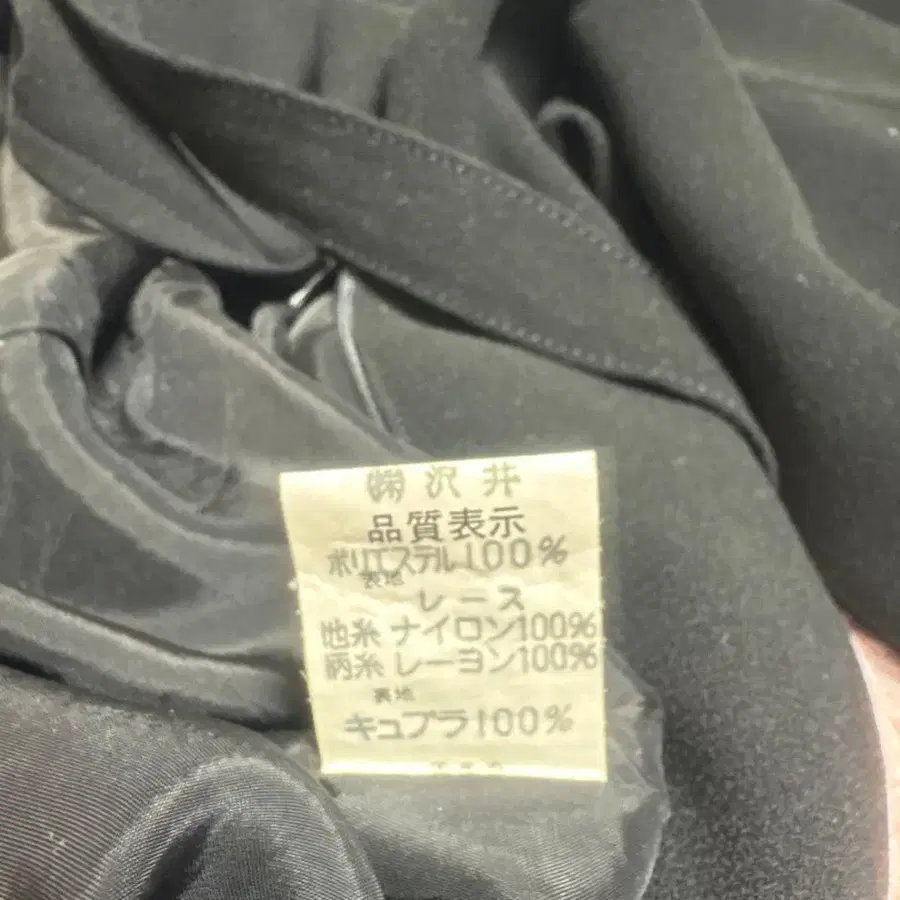 ㈱沢井
品質表示
ポリエステル100%
表地
レース
地糸 ナイロン100%
柄糸 レーヨン100%
裏地
キュプラ100%